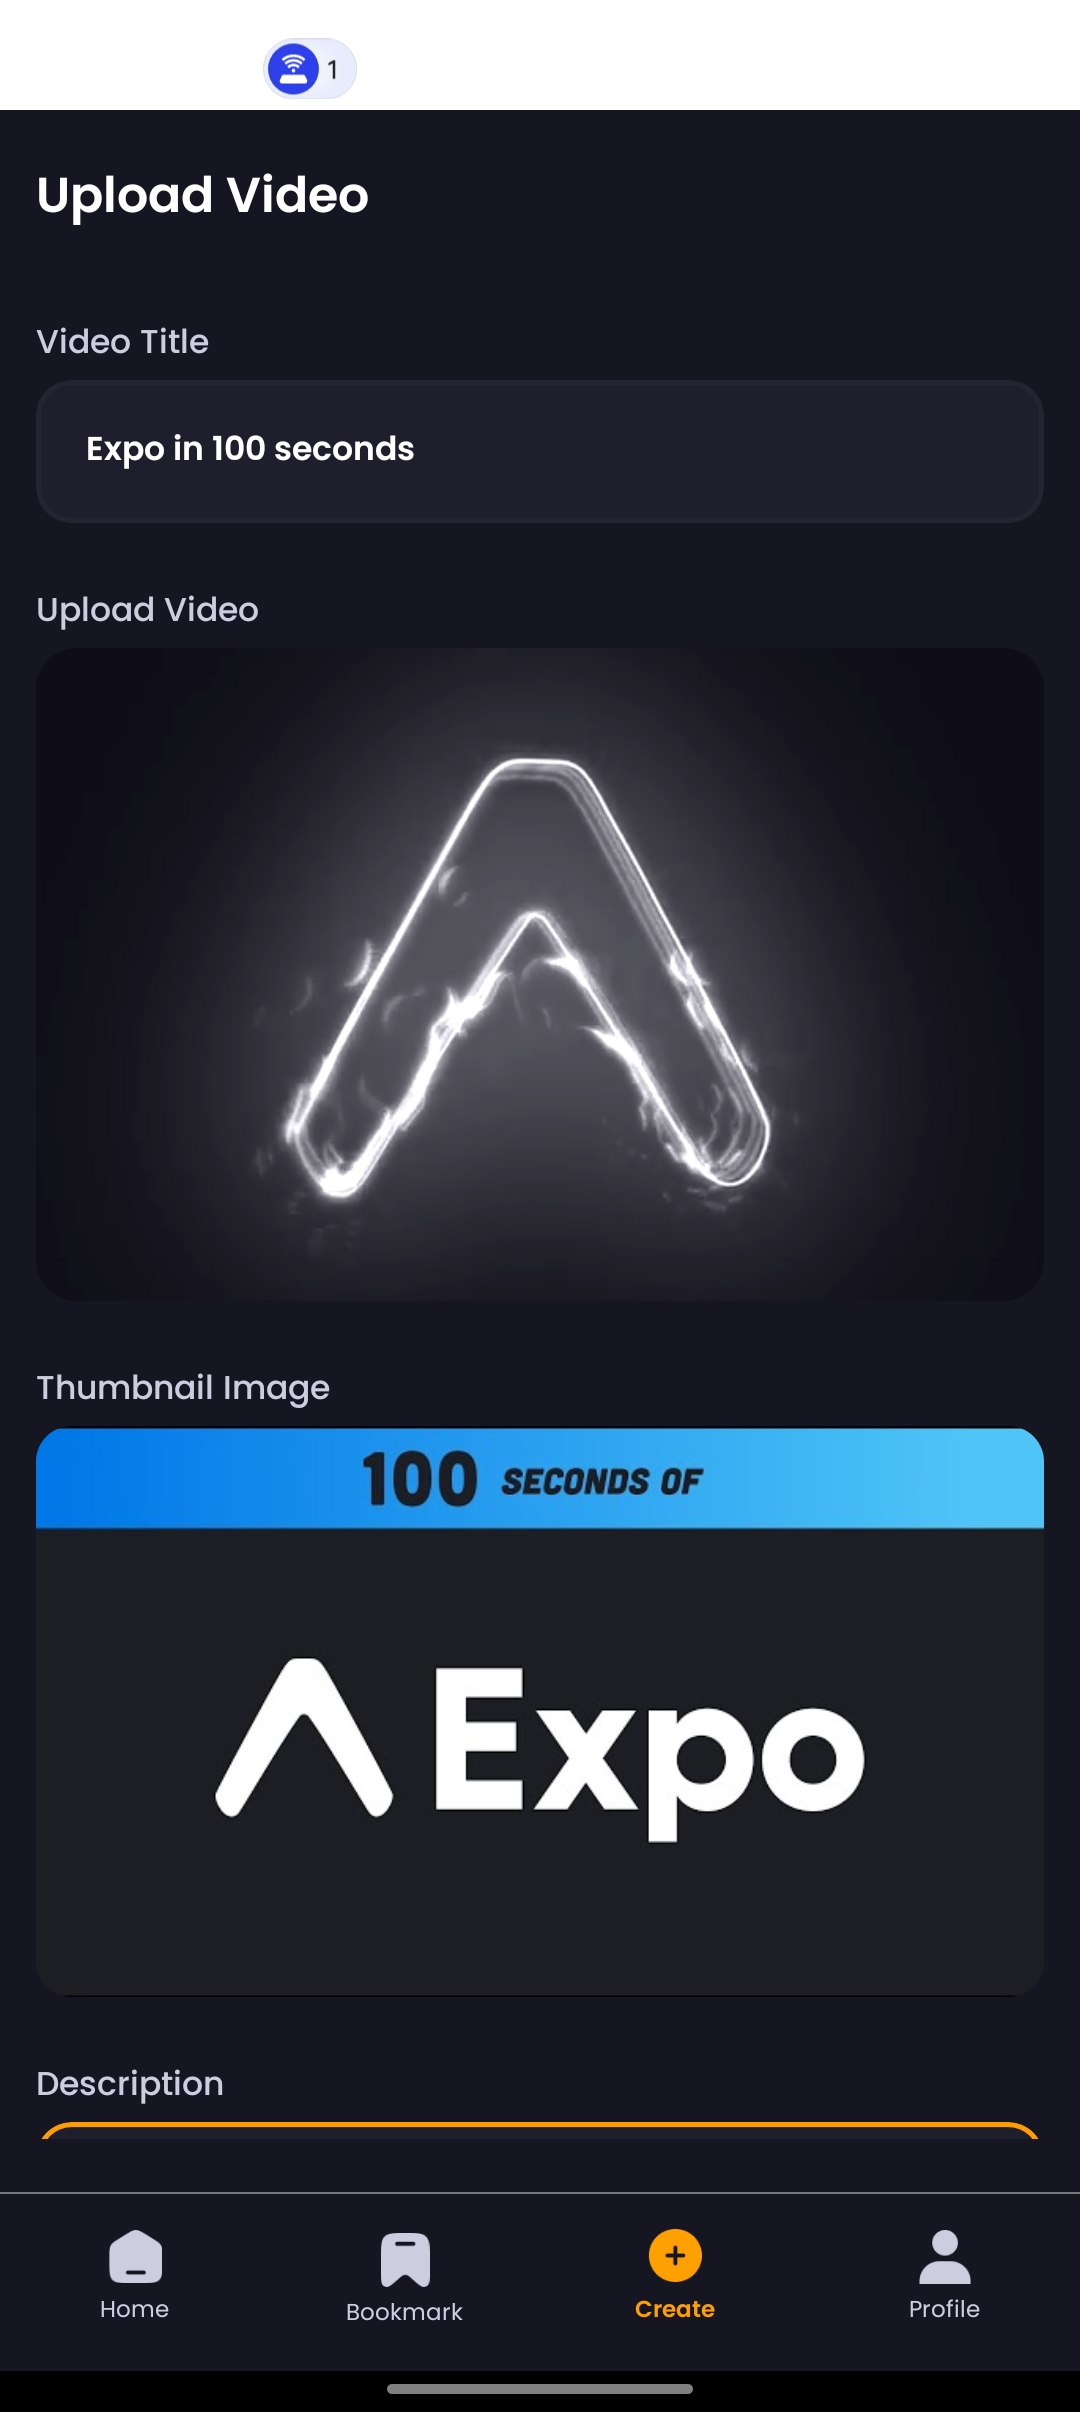 1
Upload Video
Video Title
Expo in 100 seconds
Upload Video
Thumbnail Image
100 SECONDS OF
Expo
Description
Home
Bookmark
Create
Profile